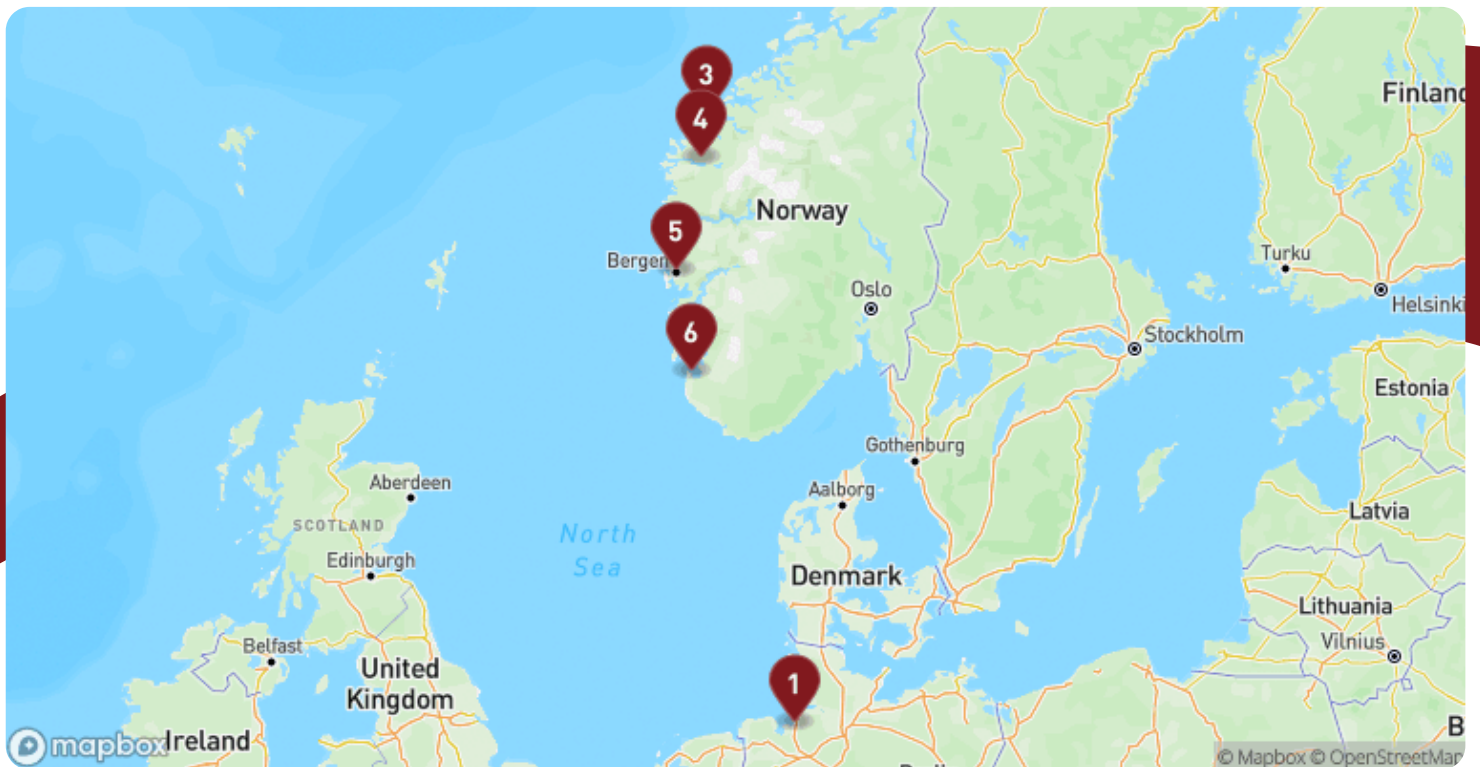 3
Finland
4
Norway
5
Bergen
Turku
Oslo
Helsinki
6
Stockholm
Estonia
Gothenburg
Aalborg
Aberdeen
Latvia
SCOTLAND
North
Sea
Edinburgh
Denmark
Lithuania
Vilnius
Belfast
United
Kingdom
1
Ireland
mapbox
B
© Mapbox © OpenStreetMap